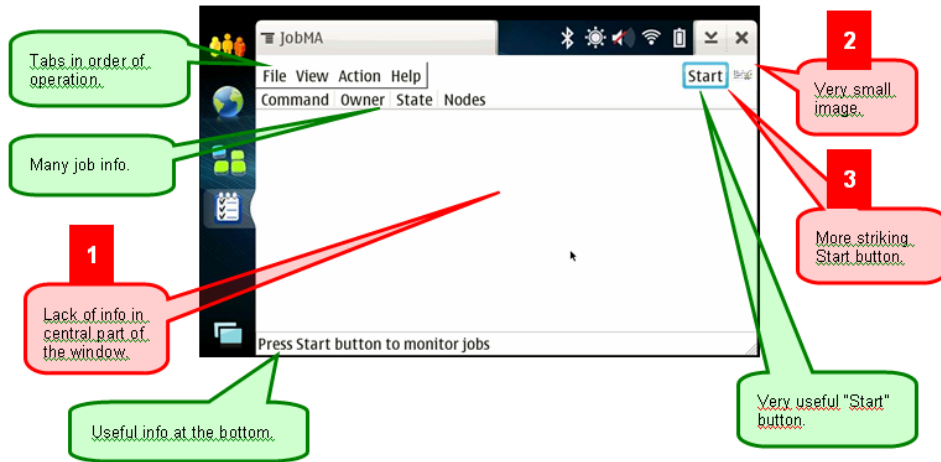 Tabs in order of
operation.
Many job info.
1
Lack of info in
central part of
the window.
Useful info at the bottom.
JobMA
File View Action Help
Start
Command Owner State Nodes
Press Start button to monitor jobs
2
Very small
image.
3
More striking
Start button.
Very useful "Start"
button.